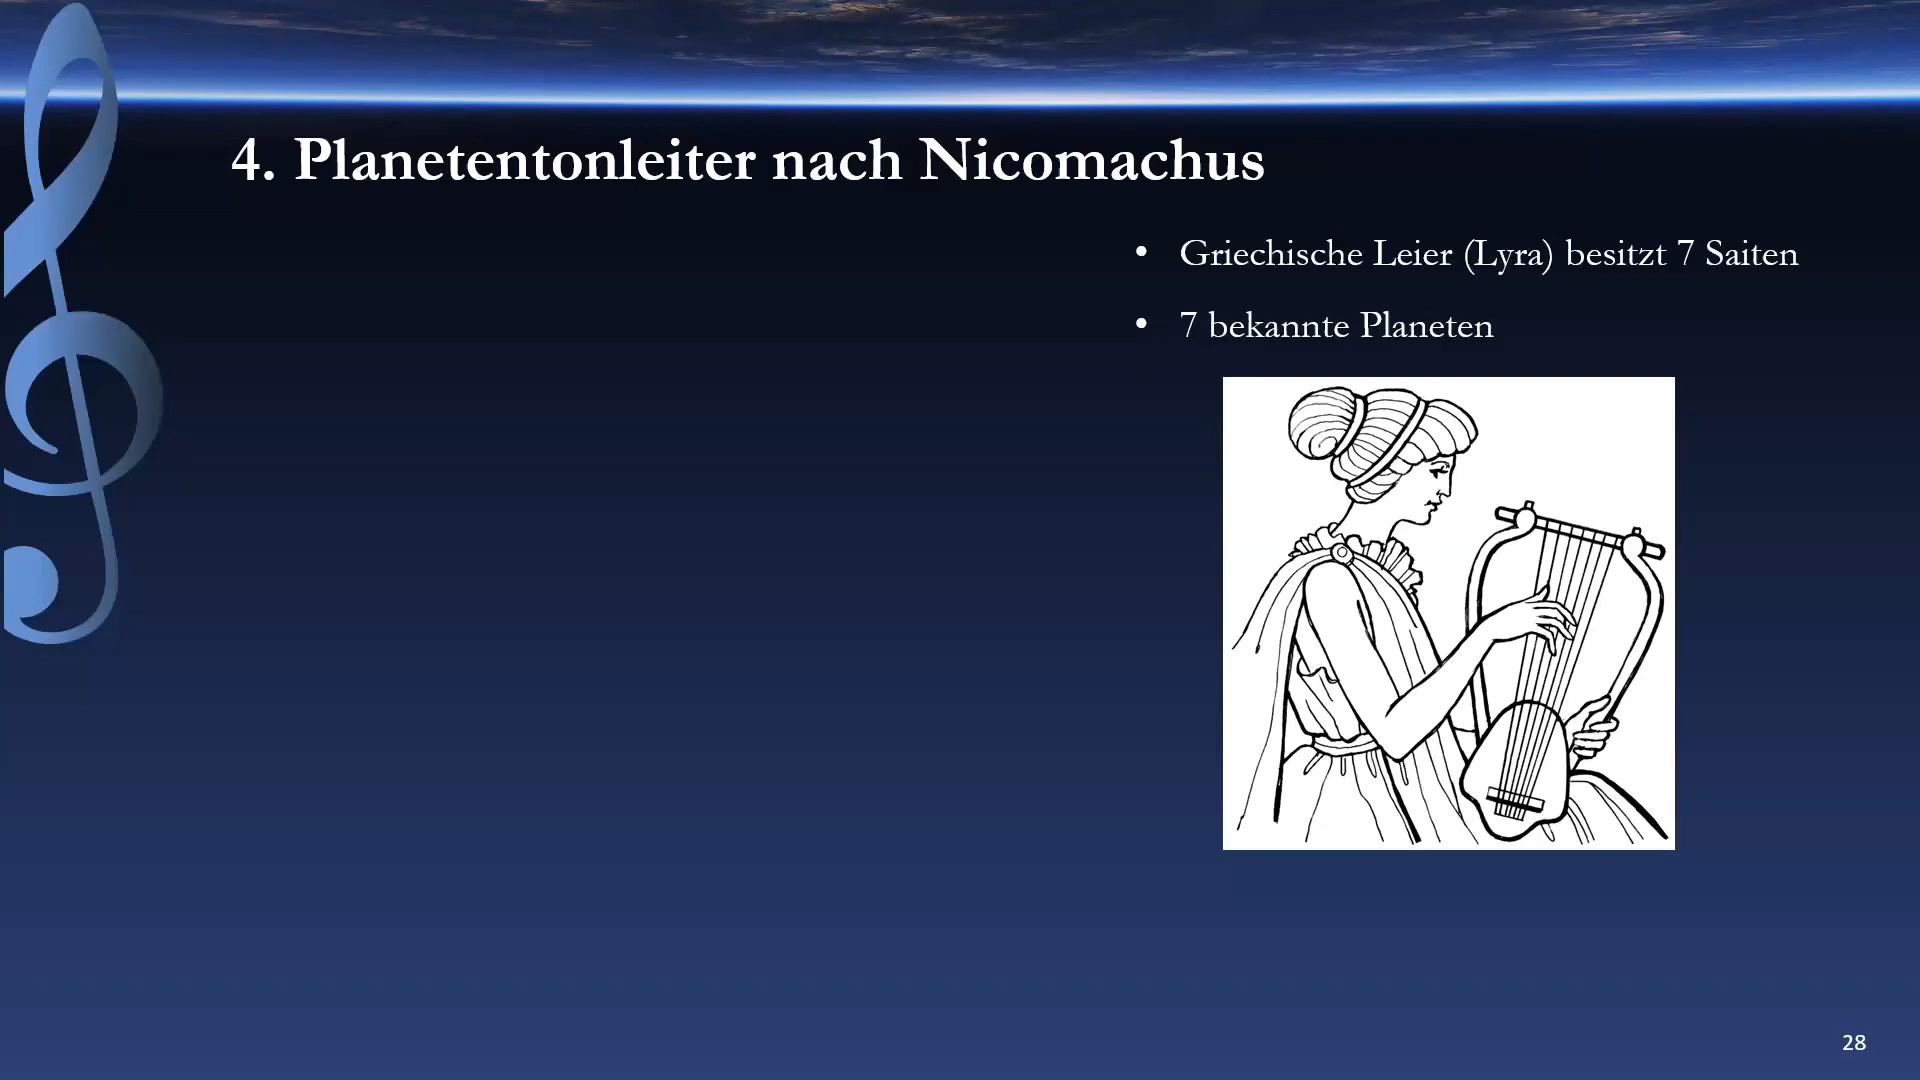 4. Planetentonleiter nach Nicomachus
• Griechische Leier (Lyra) besitzt 7 Saiten
• 7 bekannte Planeten
28